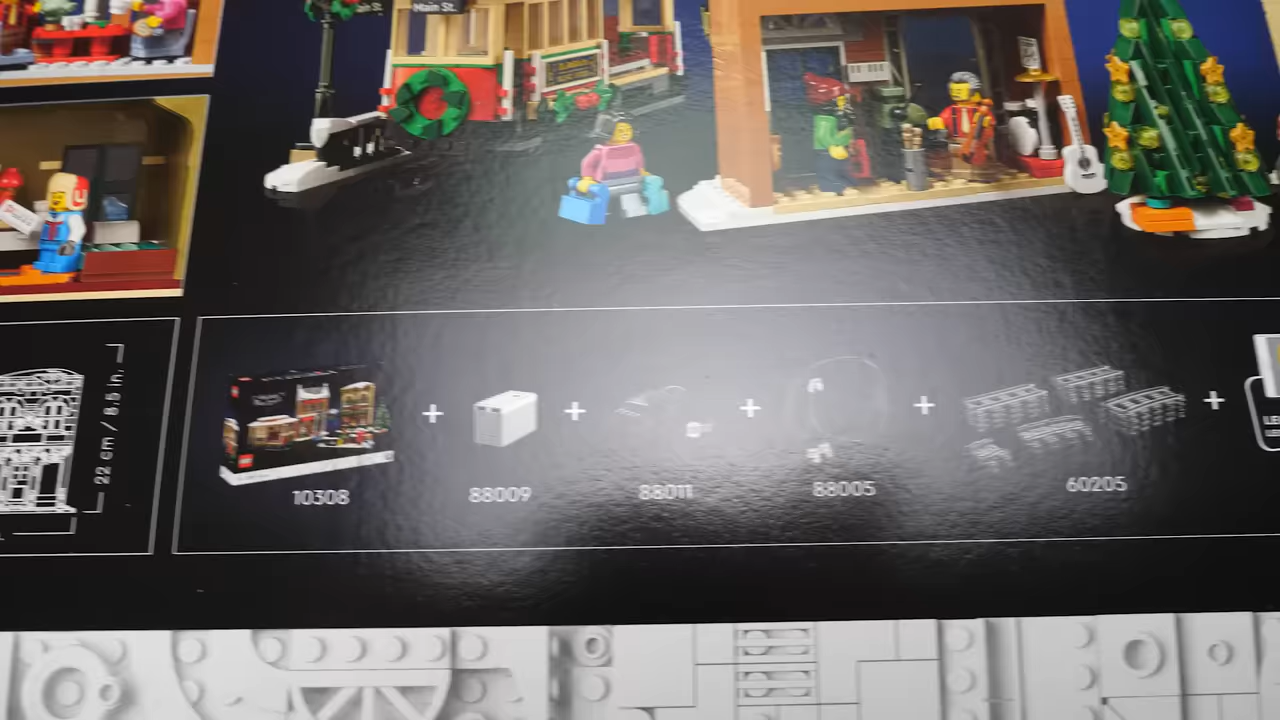 Main St.
22 cm / 8.5 in.
10308 + 88009 + 88011 + 88005 + 60205 +